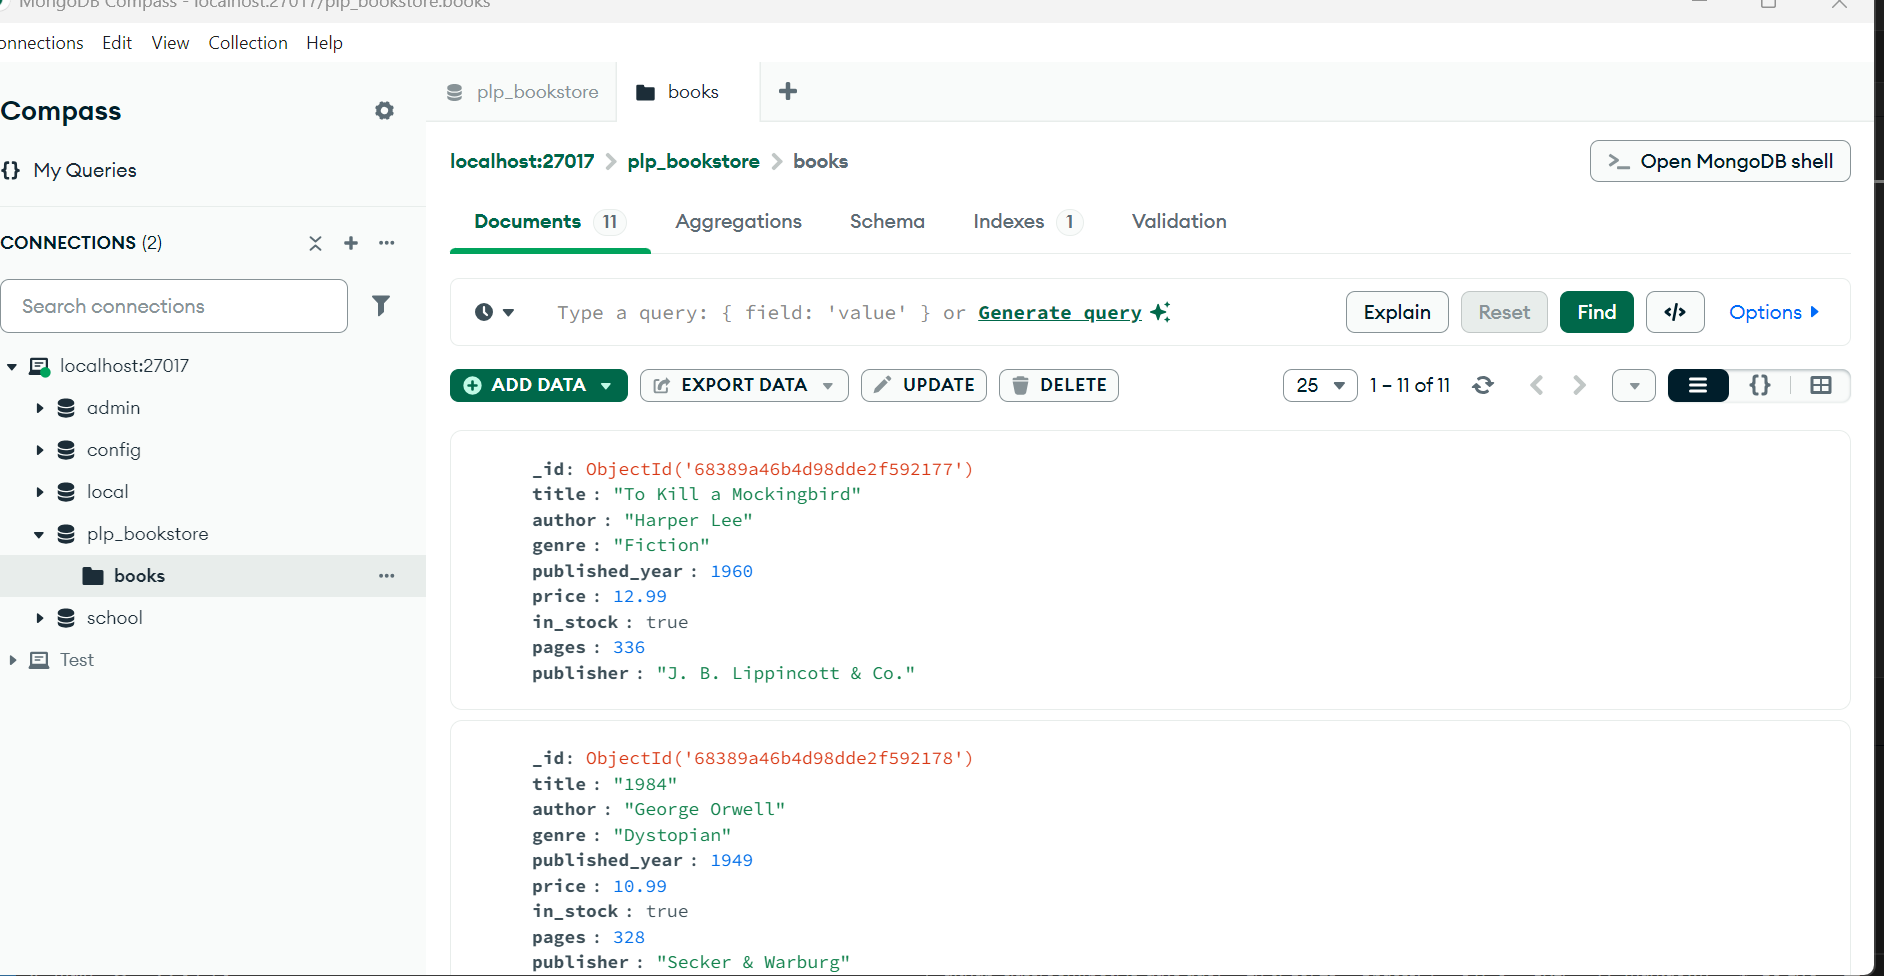 MongoDB Compass - localhost:27017/plp_bookstore.books
onnections Edit View Collection Help
Compass
My Queries
CONNECTIONS (2)
Search connections
localhost:27017
admin
config
local
plp_bookstore
books
school
Test
plp_bookstore books
localhost:27017 > plp_bookstore > books
>_ Open MongoDB shell
Documents 11 Aggregations Schema Indexes 1 Validation
Type a query: { field: 'value' } or Generate query
Explain Reset Find </> Options
ADD DATA EXPORT DATA UPDATE DELETE
25 1 – 11 of 11 {}
_id: ObjectId('68389a46b4d98dde2f592177')
title : "To Kill a Mockingbird"
author : "Harper Lee"
genre : "Fiction"
published_year : 1960
price : 12.99
in_stock : true
pages : 336
publisher : "J. B. Lippincott & Co."
_id: ObjectId('68389a46b4d98dde2f592178')
title : "1984"
author : "George Orwell"
genre : "Dystopian"
published_year : 1949
price : 10.99
in_stock : true
pages : 328
publisher : "Secker & Warburg"